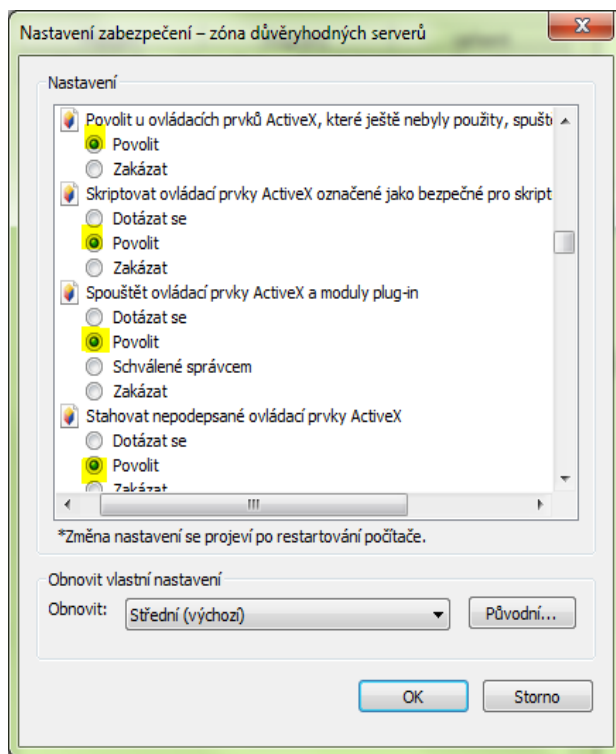 Nastavení zabezpečení – zóna důvěryhodných serverů
Nastavení
Povolit u ovládacích prvků ActiveX, které ještě nebyly použity, spušt
Povolit
Zakázat
Skriptovat ovládací prvky ActiveX označené jako bezpečné pro skript
Dotázat se
Povolit
Zakázat
Spouštět ovládací prvky ActiveX a moduly plug-in
Dotázat se
Povolit
Schválené správcem
Zakázat
Stahovat nepodepsané ovládací prvky ActiveX
Dotázat se
Povolit
Zakázat
*Změna nastavení se projeví po restartování počítače.
Obnovit vlastní nastavení
Obnovit: Střední (výchozí) Původní...
OK Storno